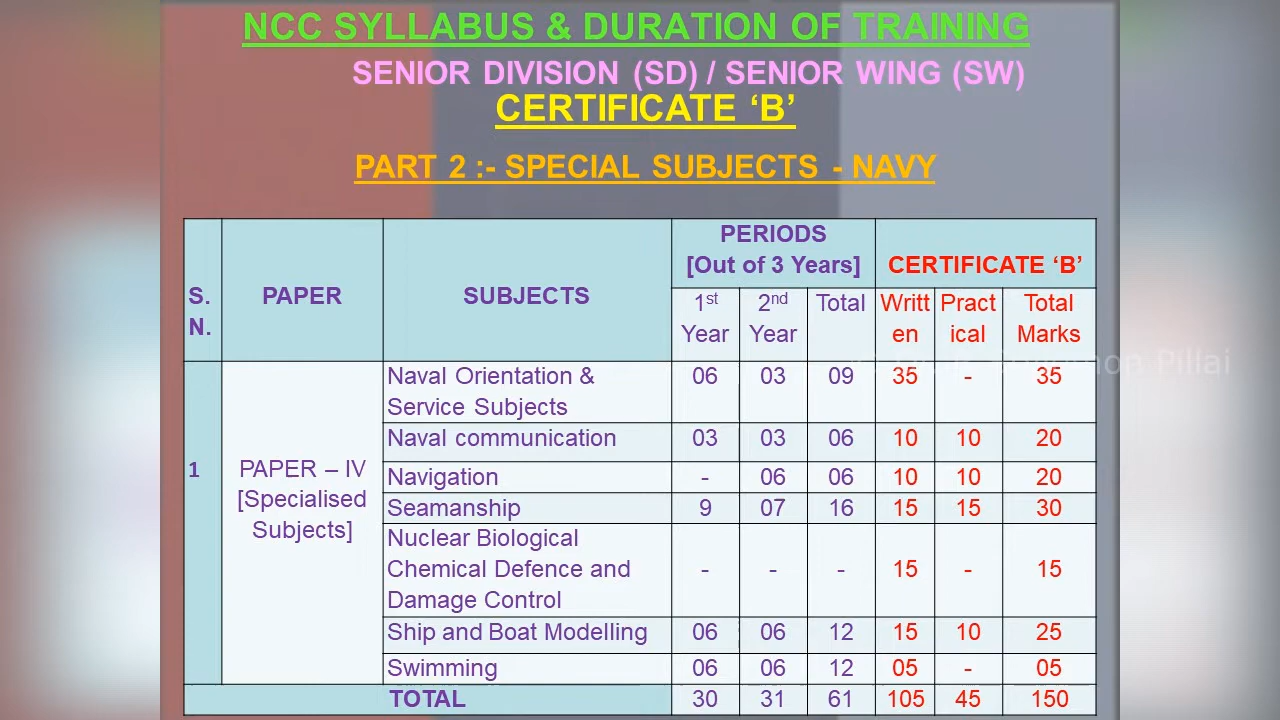 NCC SYLLABUS & DURATION OF TRAINING
SENIOR DIVISION (SD) / SENIOR WING (SW)
CERTIFICATE ‘B’
PART 2 :- SPECIAL SUBJECTS - NAVY
S. N. PAPER SUBJECTS PERIODS [Out of 3 Years] CERTIFICATE ‘B’
1st Year 2nd Year Total Writt en Pract ical Total Marks
1 PAPER – IV [Specialised Subjects]
Naval Orientation & Service Subjects 06 03 09 35 - 35
Naval communication 03 03 06 10 10 20
Navigation - 06 06 10 10 20
Seamanship 9 07 16 15 15 30
Nuclear Biological Chemical Defence and Damage Control - - - 15 - 15
Ship and Boat Modelling 06 06 12 15 10 25
Swimming 06 06 12 05 - 05
TOTAL 30 31 61 105 45 150
Pillai